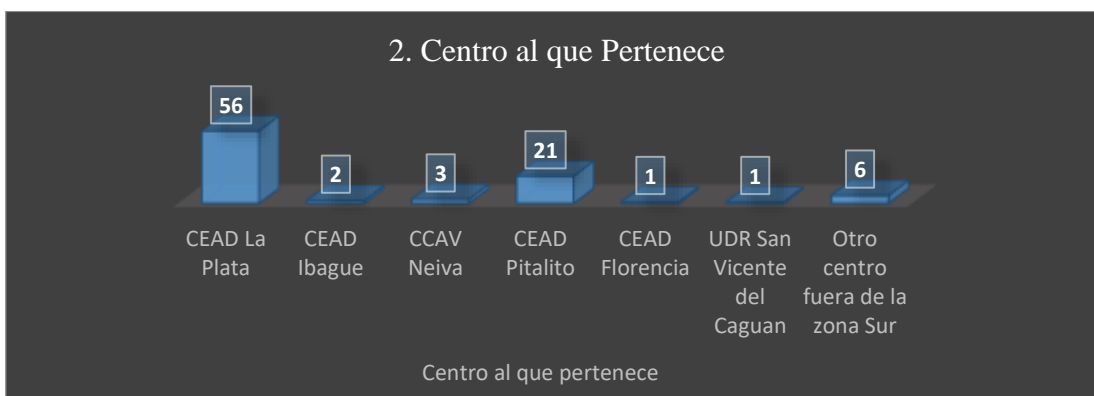 2. Centro al que Pertenece
56
2
3
21
1
1
6
CEAD La
Plata
CEAD
Ibague
CCAV
Neiva
CEAD
Pitalito
CEAD
Florencia
UDR San
Vicente
del
Caguan
Otro
centro
fuera de la
zona Sur
Centro al que pertenece